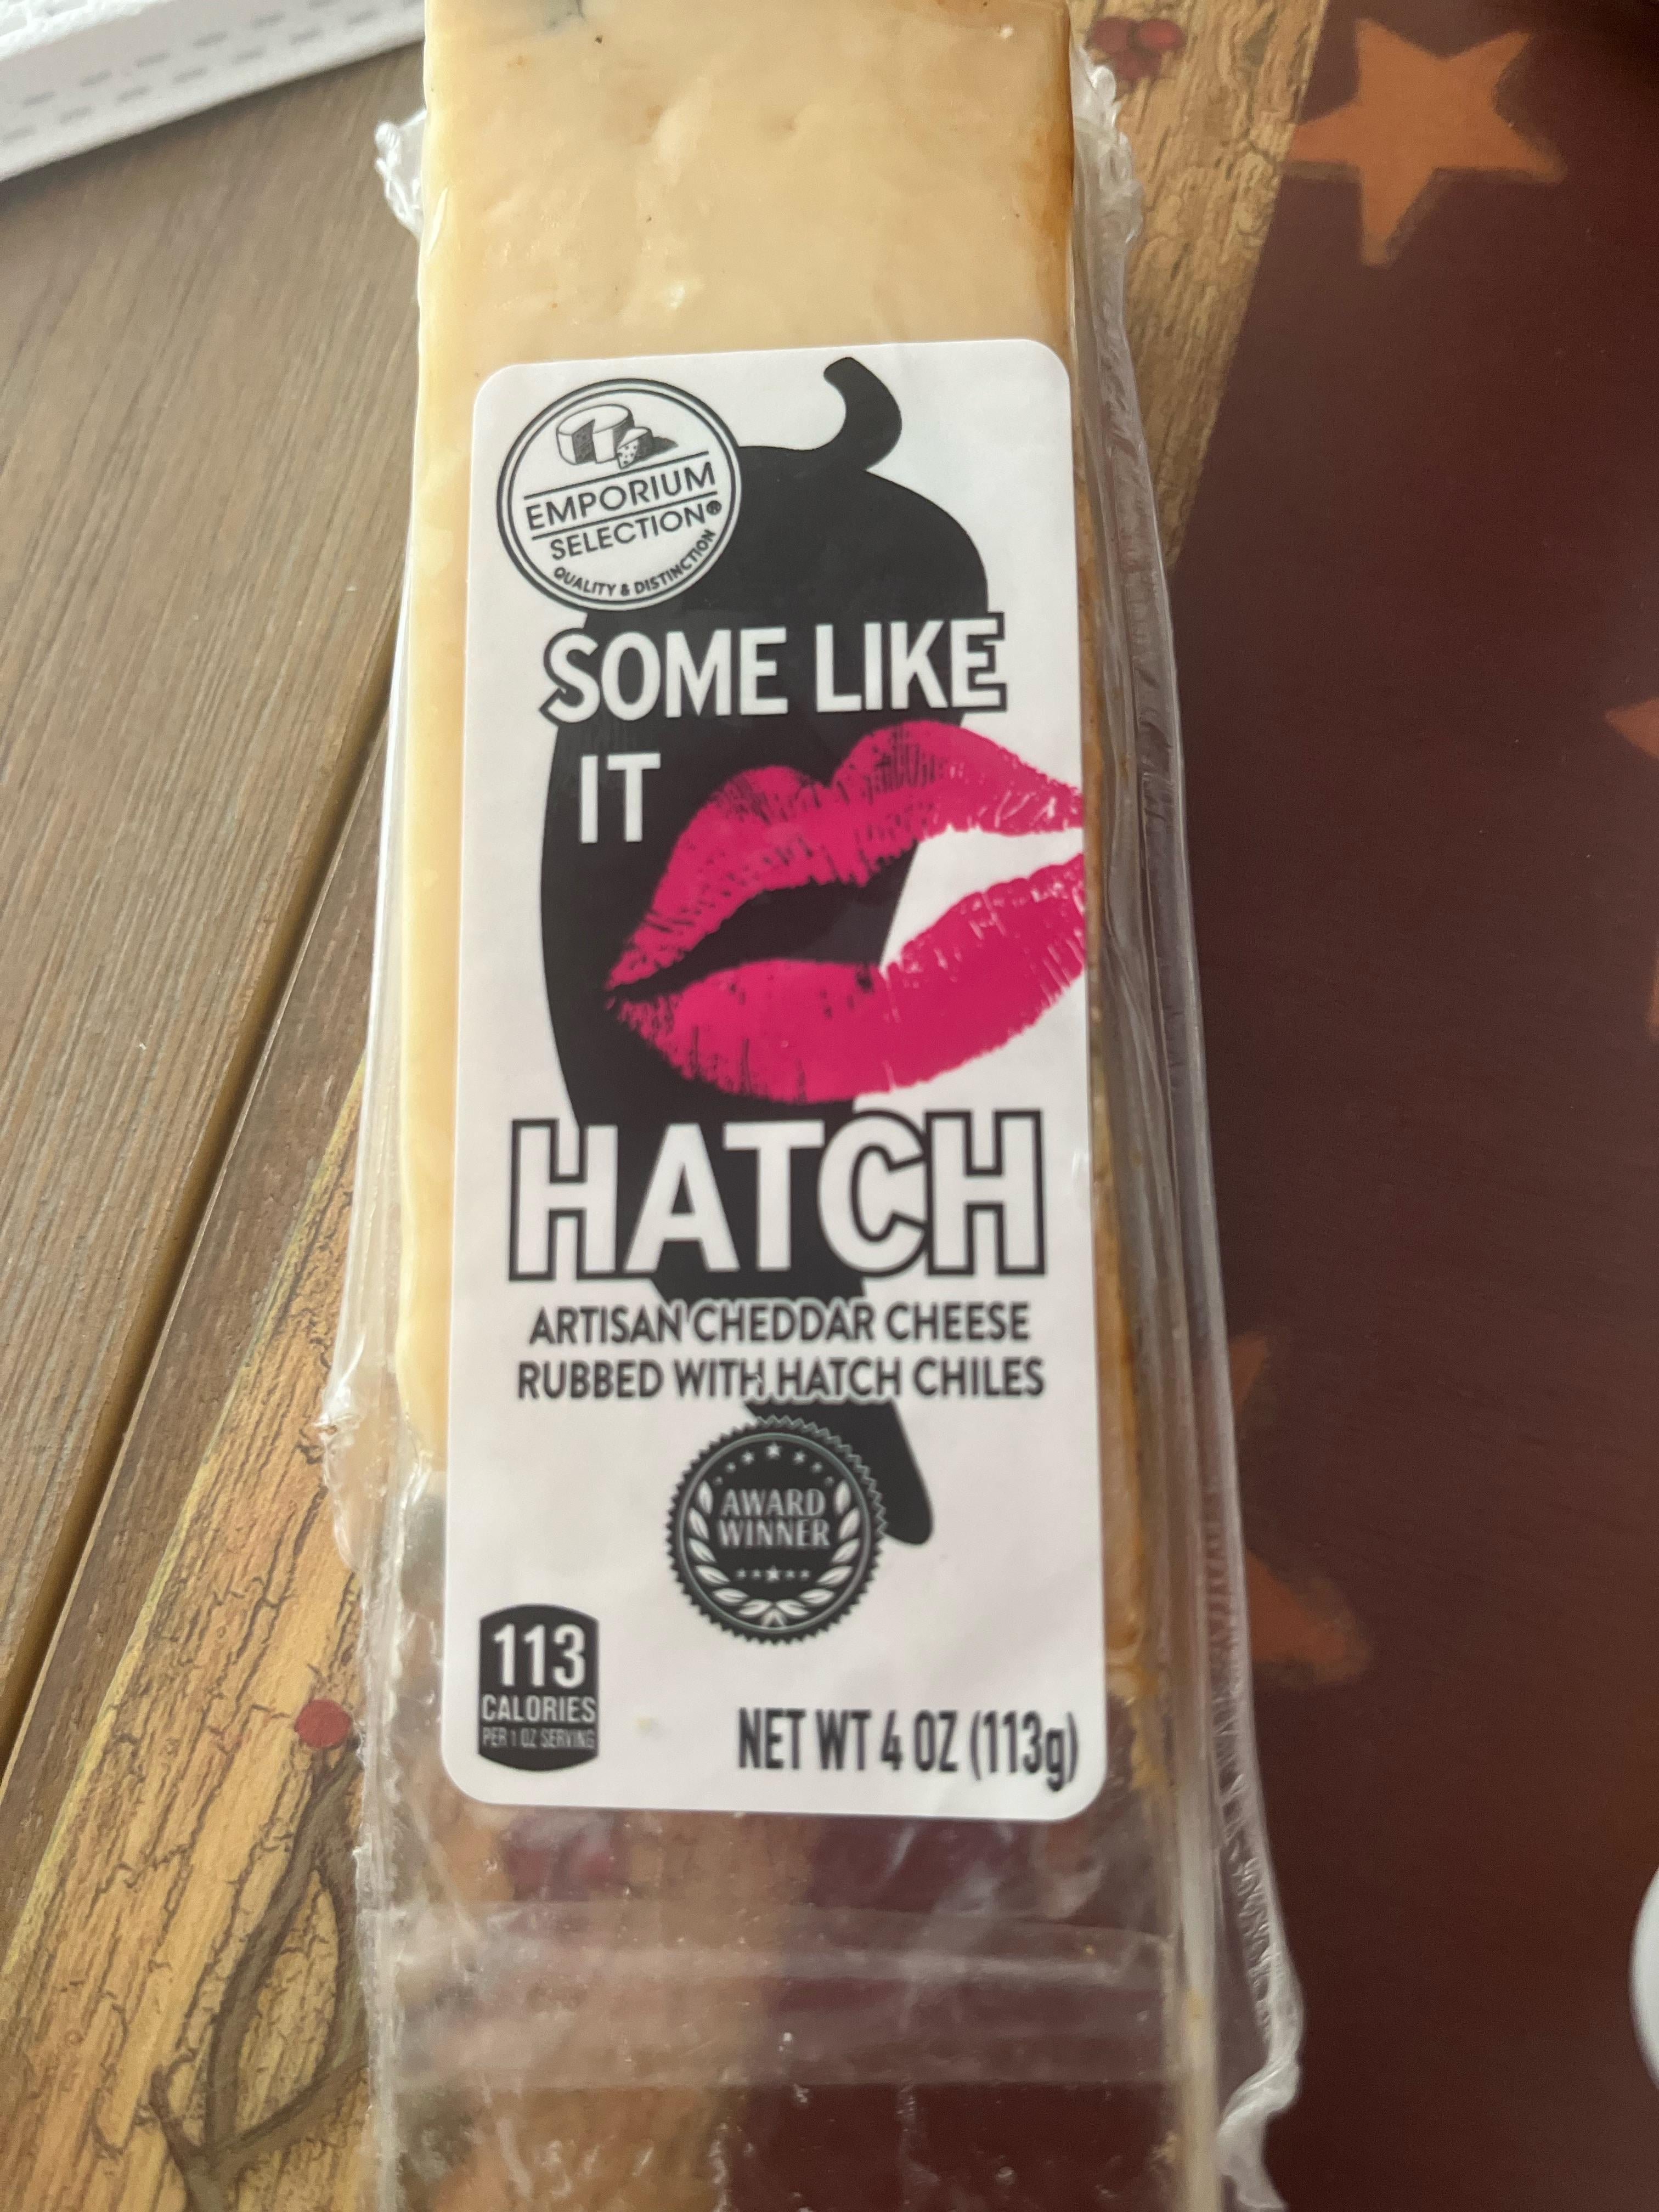 EMPORIUM
SELECTION®
QUALITY & DISTINCTION
SOME LIKE
IT
HATCH
ARTISAN CHEDDAR CHEESE
RUBBED WITH HATCH CHILES
AWARD
WINNER
113
CALORIES
PER 1 OZ SERVING
NET WT 4 OZ (113g)